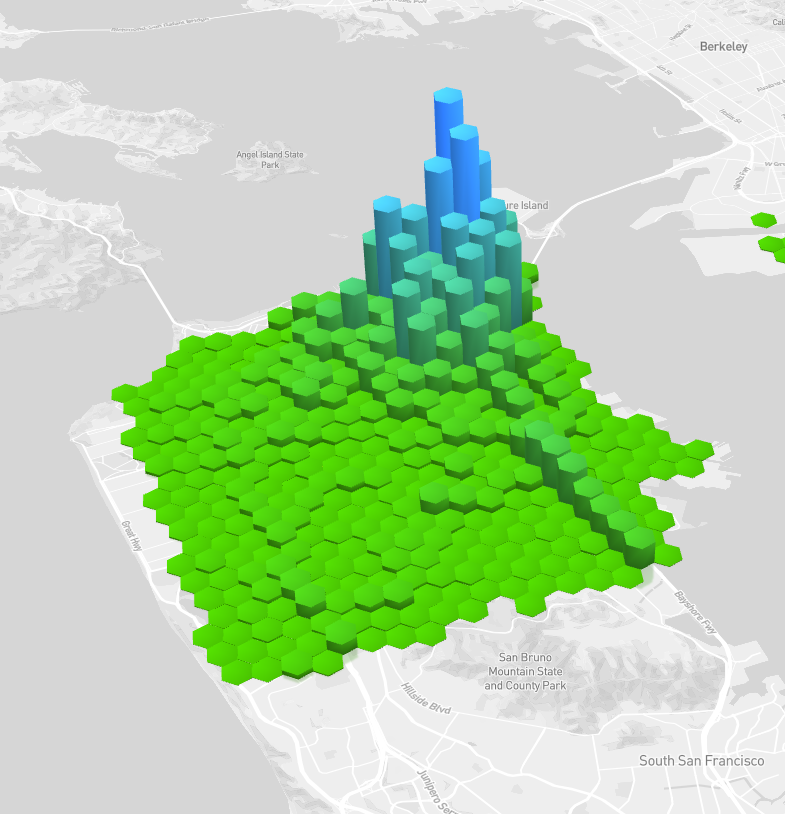 Berkeley
Angel Island State
Park
ure Island
Great Hwy
Bayshore Fwy
San Bruno
Mountain State
and County Park
Hillside Blvd
South San Francisco
Junipero Ser